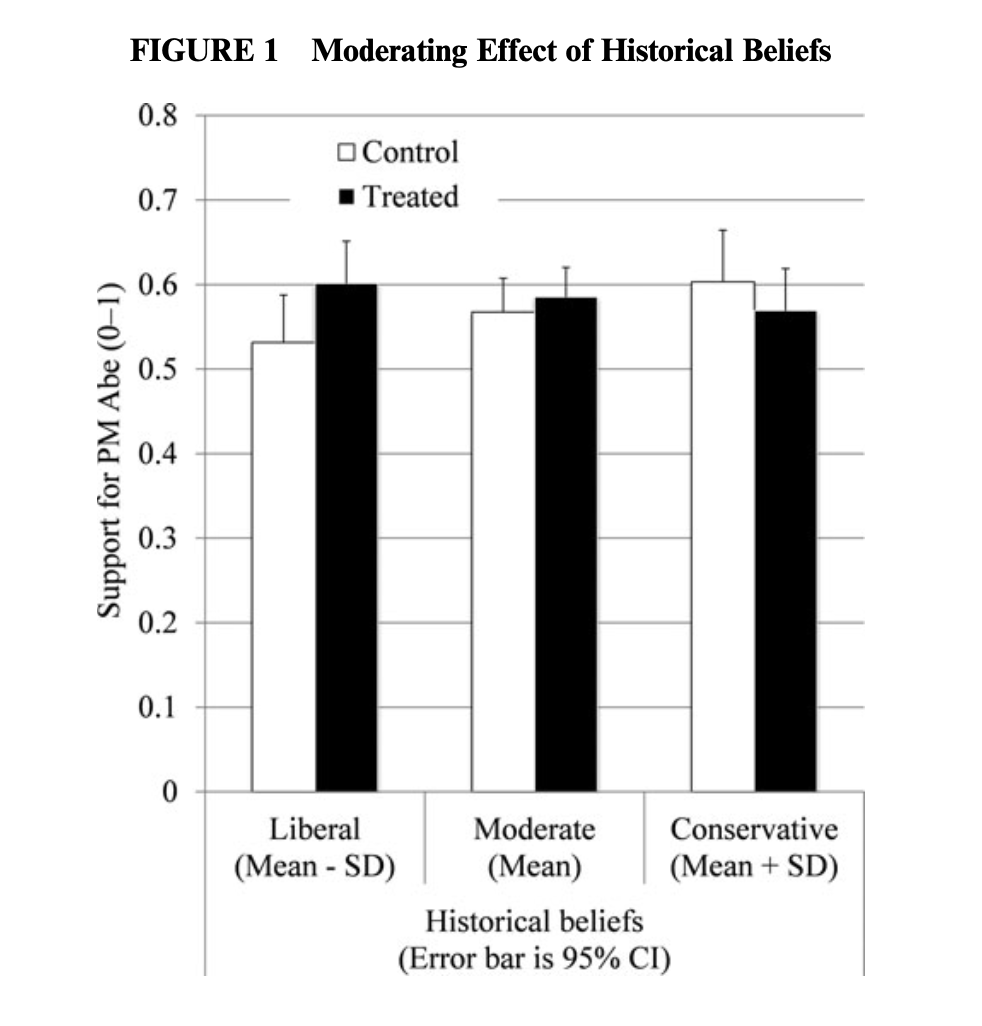 FIGURE 1 Moderating Effect of Historical Beliefs
0.8
Control
0.7
Treated
0.6
0.5
0.4
0.3
0.2
0.1
0
Support for PM Abe (0–1)
Liberal
(Mean - SD)
Moderate
(Mean)
Conservative
(Mean + SD)
Historical beliefs
(Error bar is 95% CI)